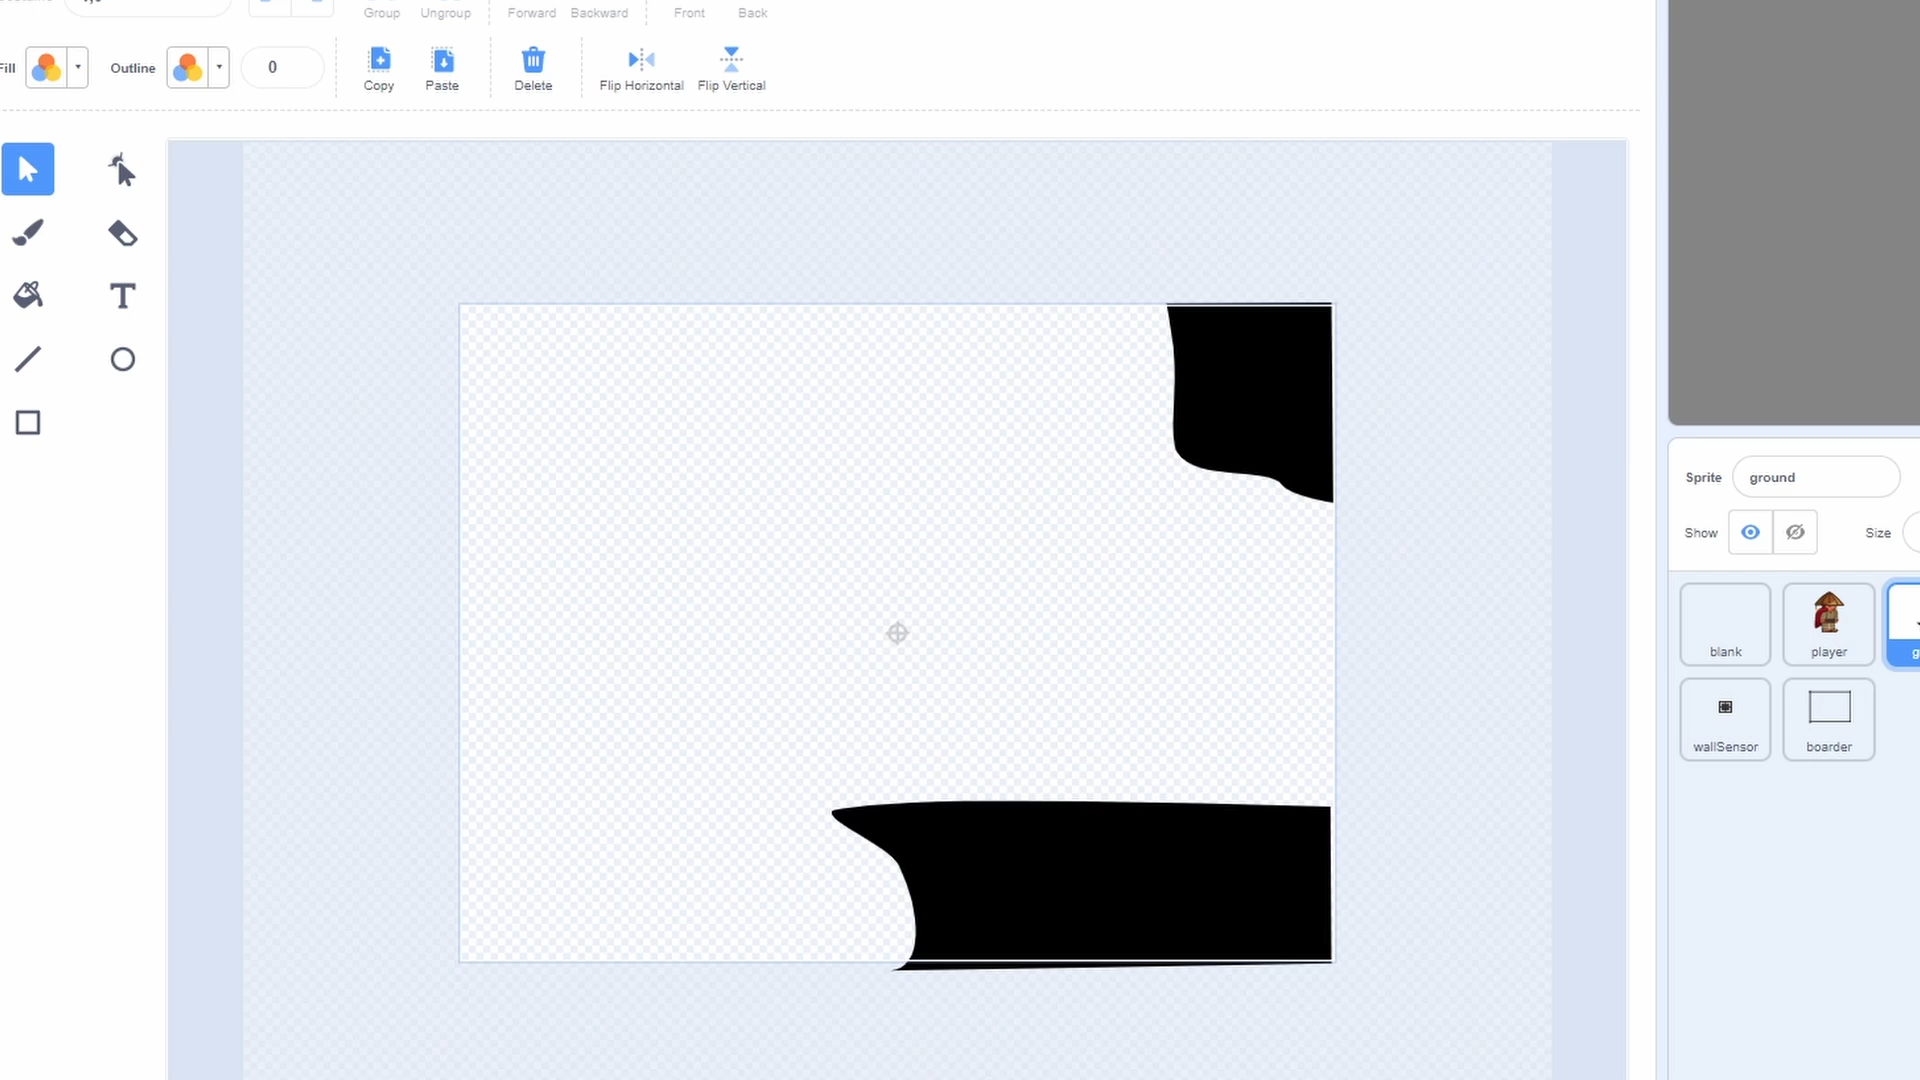 Group Ungroup Forward Backward Front Back
Fill Outline 0 Copy Paste Delete Flip Horizontal Flip Vertical
Sprite ground
Show Size
blank player
wallSensor boarder